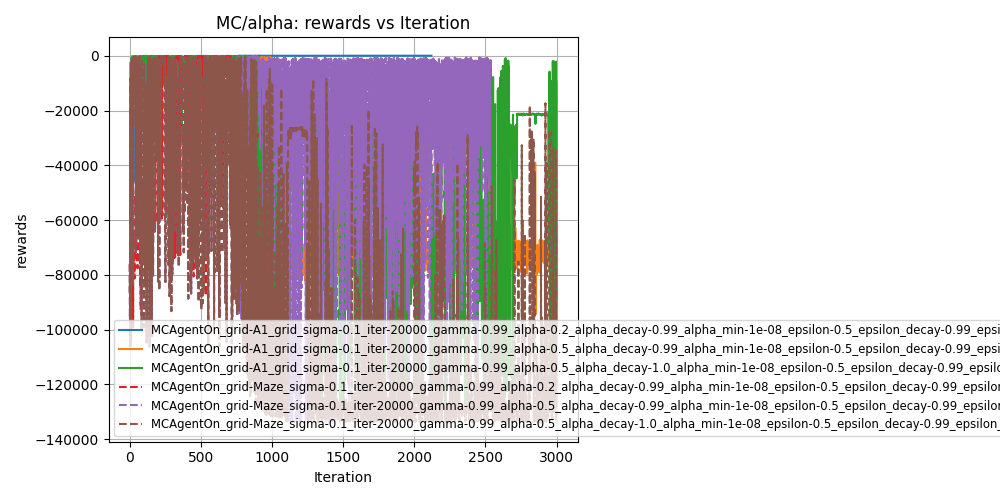 MC/alpha: rewards vs Iteration
0
−20000
−40000
−60000
−80000
−100000
−120000
−140000
rewards
MCAgentOn_grid-A1_grid_sigma-0.1_iter-20000_gamma-0.99_alpha-0.2_alpha_decay-0.99_alpha_min-1e-08_epsilon-0.5_epsilon_decay-0.99_epsi
MCAgentOn_grid-A1_grid_sigma-0.1_iter-20000_gamma-0.99_alpha-0.5_alpha_decay-0.99_alpha_min-1e-08_epsilon-0.5_epsilon_decay-0.99_epsi
MCAgentOn_grid-A1_grid_sigma-0.1_iter-20000_gamma-0.99_alpha-0.5_alpha_decay-1.0_alpha_min-1e-08_epsilon-0.5_epsilon_decay-0.99_epsilo
MCAgentOn_grid-Maze_sigma-0.1_iter-20000_gamma-0.99_alpha-0.2_alpha_decay-0.99_alpha_min-1e-08_epsilon-0.5_epsilon_decay-0.99_epsilo
MCAgentOn_grid-Maze_sigma-0.1_iter-20000_gamma-0.99_alpha-0.5_alpha_decay-0.99_alpha_min-1e-08_epsilon-0.5_epsilon_decay-0.99_epsilo
MCAgentOn_grid-Maze_sigma-0.1_iter-20000_gamma-0.99_alpha-0.5_alpha_decay-1.0_alpha_min-1e-08_epsilon-0.5_epsilon_decay-0.99_epsilon_
0 500 1000 1500 2000 2500 3000
Iteration